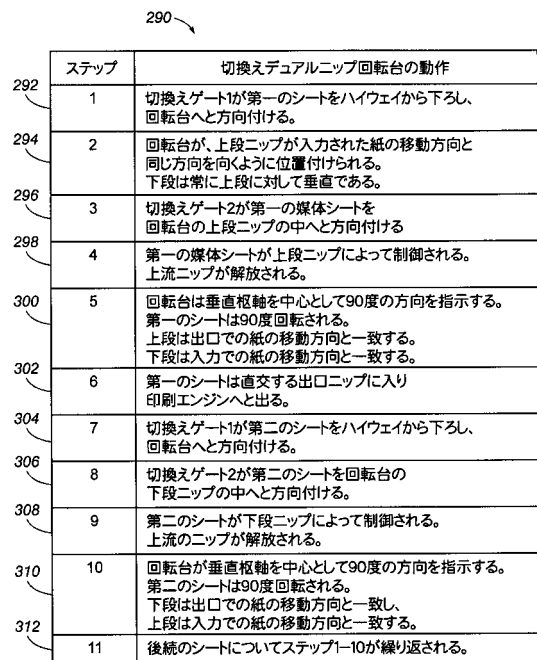 290
ステップ 切換えデュアルニップ回転台の動作
292
1 切換えゲート1が第一のシートをハイウェイから下ろし、
回転台へと方向付ける。
294
2 回転台が、上段ニップが入力された紙の移動方向と
同じ方向を向くように位置付けられる。
下段は常に上段に対して垂直である。
296
3 切換えゲート2が第一の媒体シートを
回転台の上段ニップの中へと方向付ける
298
4 第一の媒体シートが上段ニップによって制御される。
上流ニップが解放される。
300
5 回転台は垂直枢軸を中心として90度の方向を指示する。
第一のシートは90度回転される。
上段は出口での紙の移動方向と一致する。
下段は入力での紙の移動方向と一致する。
302
6 第一のシートは直交する出口ニップに入り
印刷エンジンへと出る。
304
7 切換えゲート1が第二のシートをハイウェイから下ろし、
回転台へと方向付ける。
306
8 切換えゲート2が第二のシートを回転台の
下段ニップの中へと方向付ける。
308
9 第二のシートが下段ニップによって制御される。
上流のニップが解放される。
310
10 回転台が垂直枢軸を中心として90度の方向を指示する。
第二のシートは90度回転される。
下段は出口での紙の移動方向と一致し、
上段は入力での紙の移動方向と一致する。
312
11 後続のシートについてステップ1-10が繰り返される。